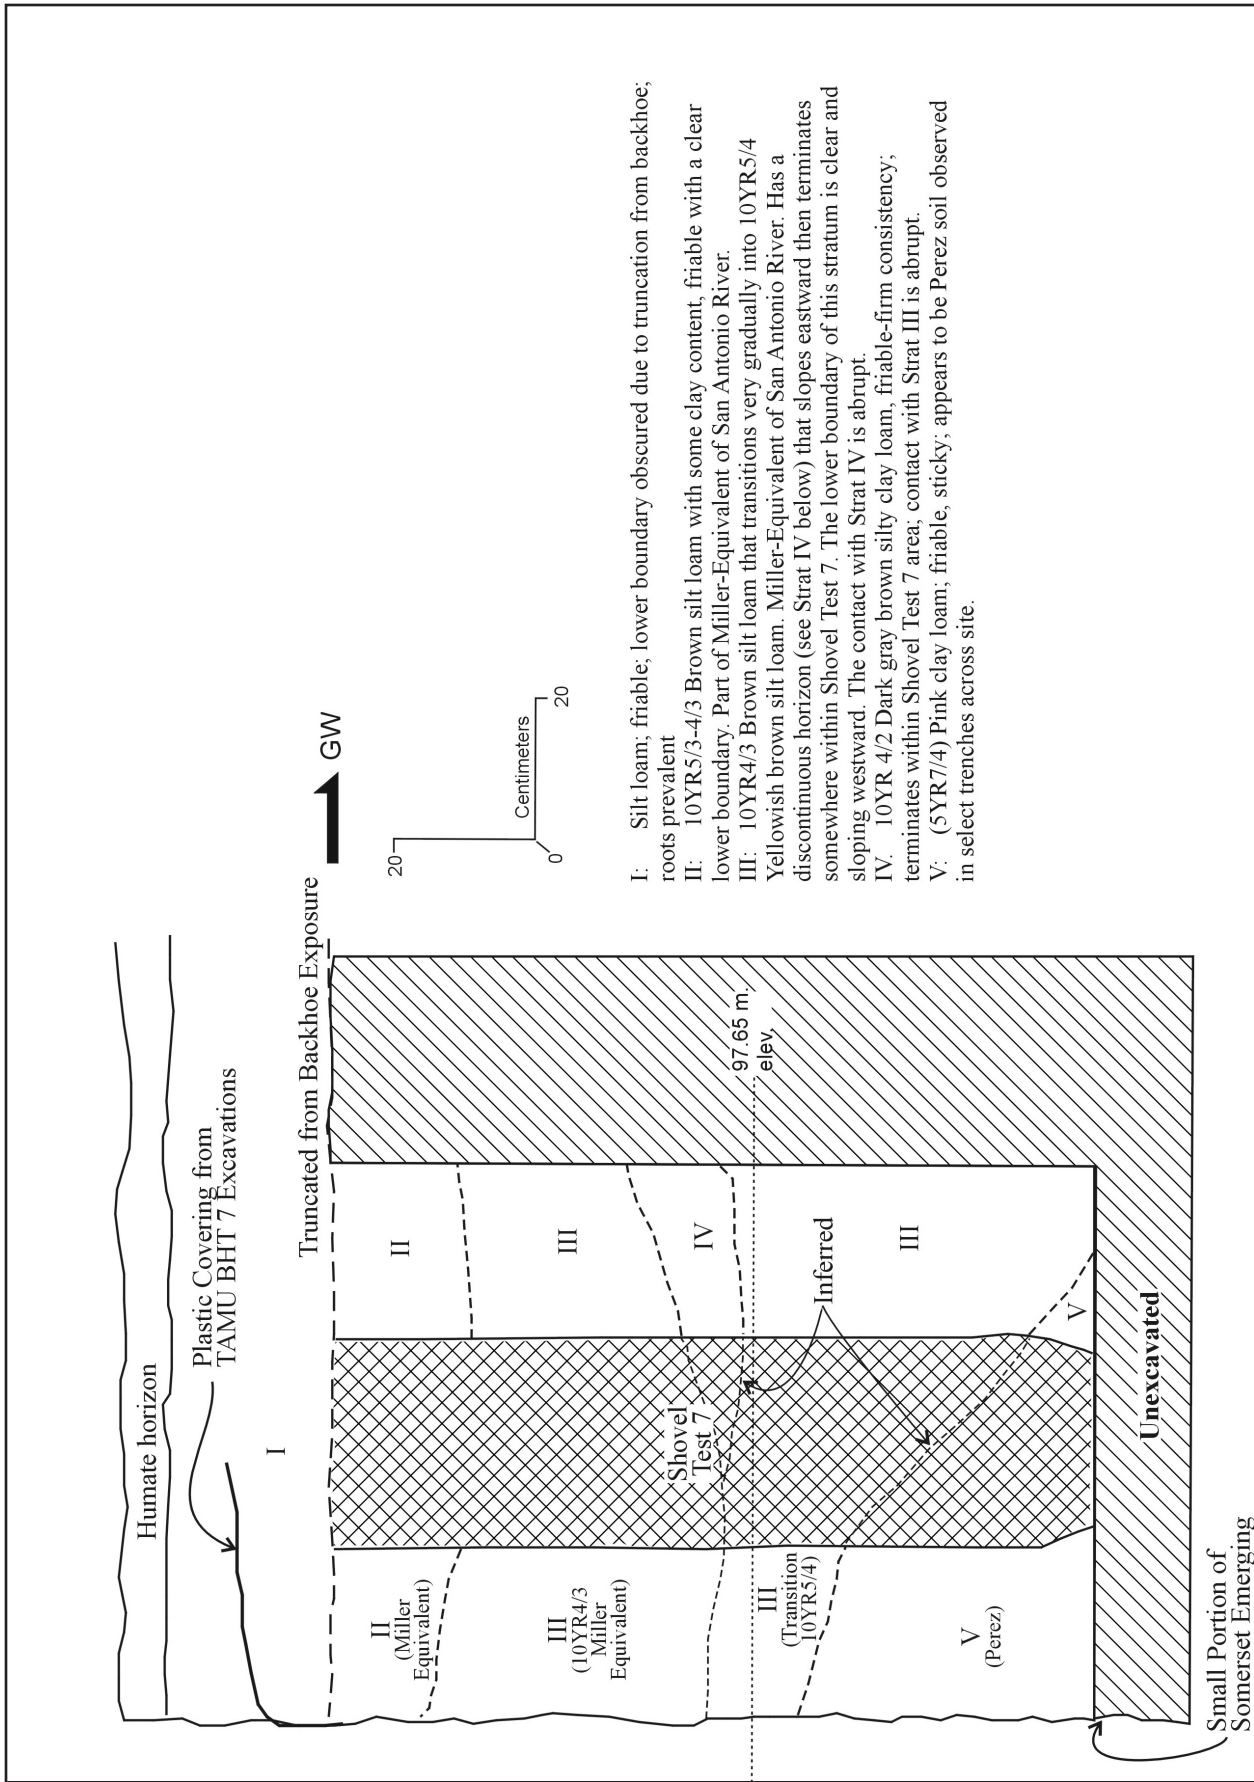 Humate horizon
Plastic Covering from
TAMU BHT 7 Excavations
I
Truncated from Backhoe Exposure
GW
II
(Miller
Equivalent)
II
III
(10YR4/3
Miller
Equivalent)
III
Shovel
Test 7
IV
97.65 m.
elev.
III
(Transition
10YR5/4)
Inferred
III
V
(Perez)
V
Unexcavated
Small Portion of
Somerset Emerging
20
Centimeters
0
20
I: Silt loam; friable; lower boundary obscured due to truncation from backhoe;
roots prevalent
II: 10YR5/3-4/3 Brown silt loam with some clay content, friable with a clear
lower boundary. Part of Miller-Equivalent of San Antonio River.
III: 10YR4/3 Brown silt loam that transitions very gradually into 10YR5/4
Yellowish brown silt loam. Miller-Equivalent of San Antonio River. Has a
discontinuous horizon (see Strat IV below) that slopes eastward then terminates
somewhere within Shovel Test 7. The lower boundary of this stratum is clear and
sloping westward. The contact with Strat IV is abrupt.
IV. 10YR 4/2 Dark gray brown silty clay loam, friable-firm consistency;
terminates within Shovel Test 7 area; contact with Strat III is abrupt.
V: (5YR7/4) Pink clay loam; friable, sticky; appears to be Perez soil observed
in select trenches across site.